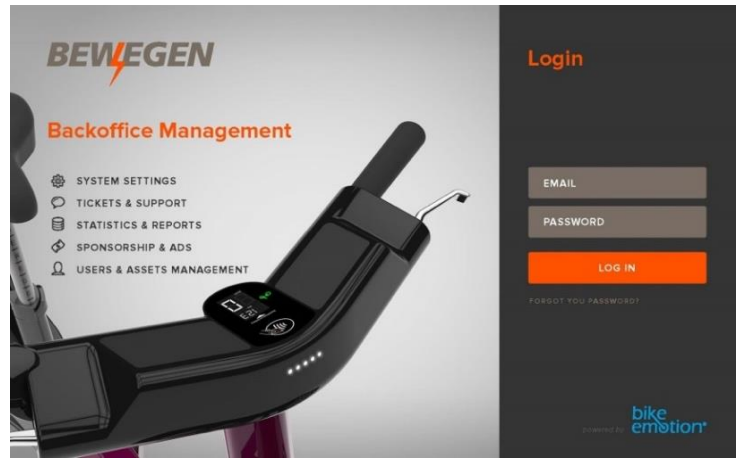 BEWEGEN
Backoffice Management
SYSTEM SETTINGS
TICKETS & SUPPORT
STATISTICS & REPORTS
SPONSORSHIP & ADS
USERS & ASSETS MANAGEMENT
Login
EMAIL
PASSWORD
LOG IN
FORGOT YOU PASSWORD?
powered by bike emotion+